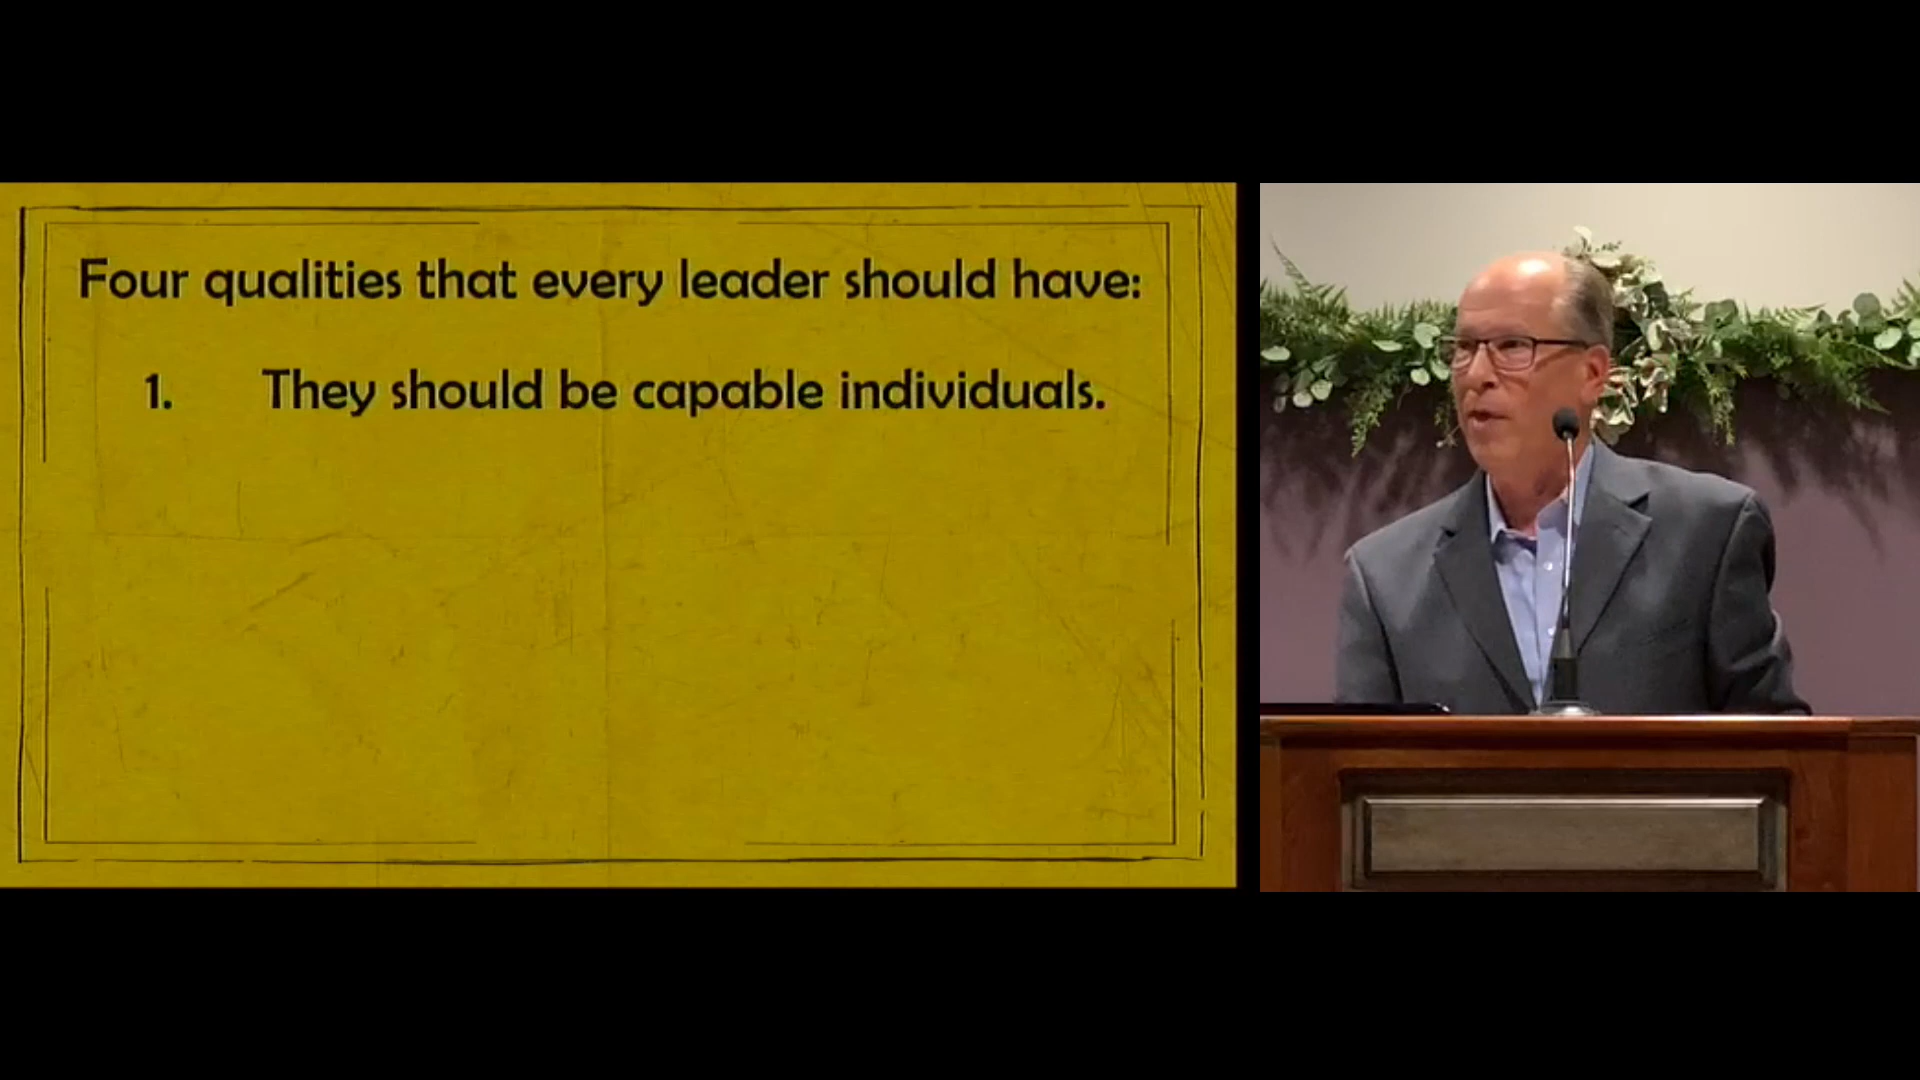 Four qualities that every leader should have:
1. They should be capable individuals.